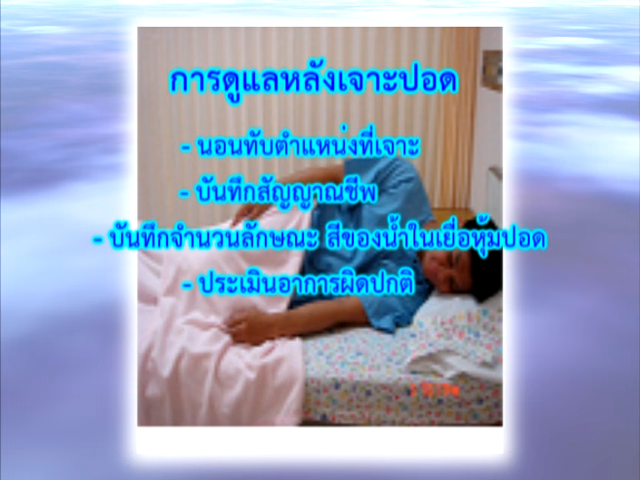 การดูแลหลังเจาะปอด
- นอนทับตำแหน่งที่เจาะ
- บันทึกสัญญาณชีพ
- บันทึกจำนวนลักษณะ สีของน้ำในเยื่อหุ้มปอด
- ประเมินอาการผิดปกติ